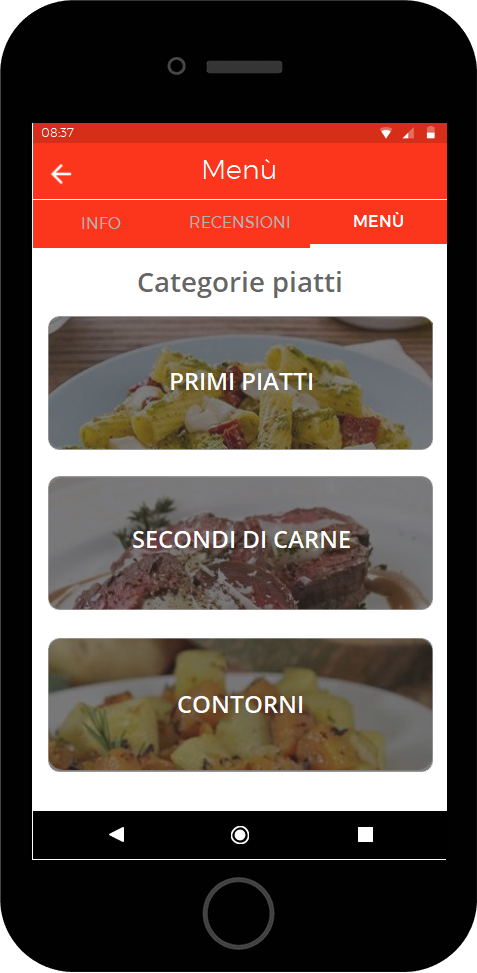 08:37
Menù
INFO RECENSIONI MENÙ
Categorie piatti
PRIMI PIATTI
SECONDI DI CARNE
CONTORNI